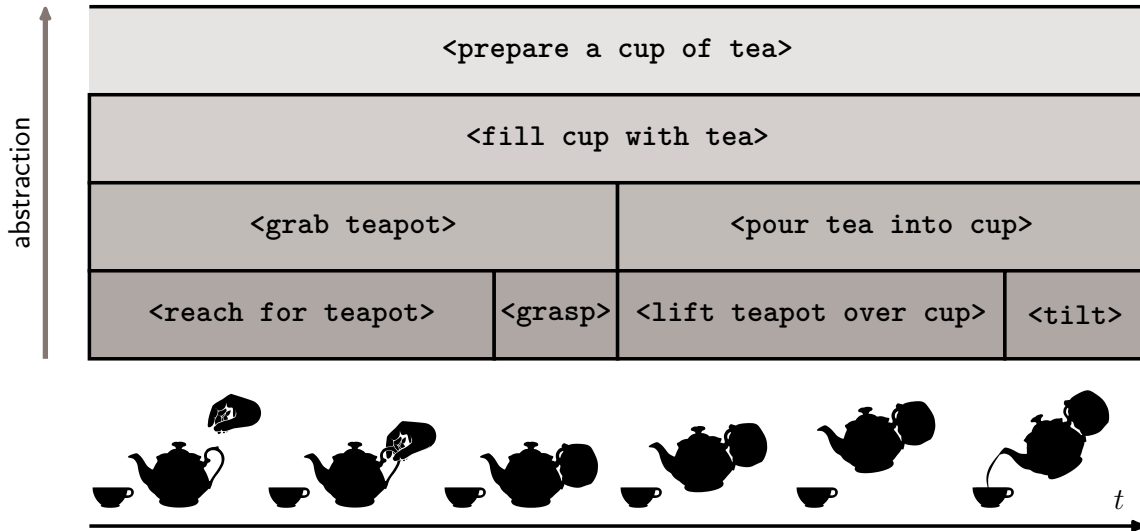 <prepare a cup of tea>
<fill cup with tea>
abstraction
<grab teapot> <pour tea into cup>
<reach for teapot> <grasp> <lift teapot over cup> <tilt>
t